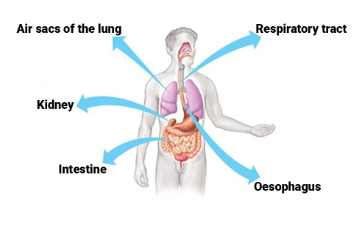 Air sacs of the lung
Respiratory tract
Kidney
Intestine
Oesophagus